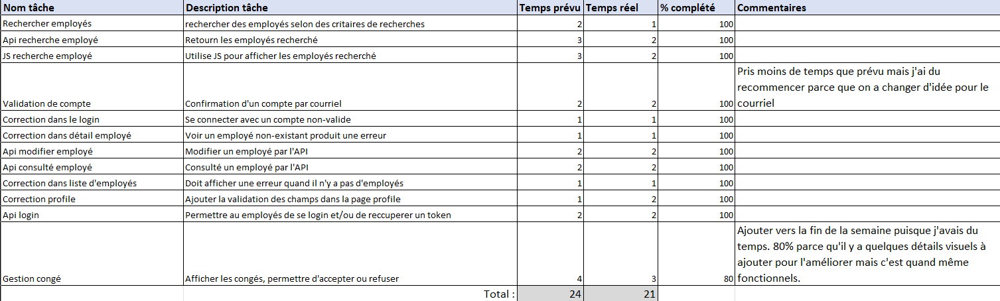 Nom tâche Description tâche Temps prévu Temps réel % complété Commentaires
Rechercher employés rechercher des employés selon des critaires de recherches 2 1 100
Api recherche employé Retourn les employés recherché 3 2 100
JS recherche employé Utilise JS pour afficher les employés recherché 3 2 100
Pris moins de temps que prévu mais j'ai du
recommencer parce que on a changer d'idée pour le
Validation de compte Confirmation d'un compte par courriel 2 2 100 courriel
Correction dans le login Se connecter avec un compte non-valide 1 1 100
Correction dans détail employé Voir un employé non-existant produit une erreur 1 1 100
Api modifier employé Modifier un employé par l'API 2 2 100
Api consulté employé Consulté un employé par l'API 2 2 100
Correction dans liste d'employés Doit afficher une erreur quand il n'y a pas d'employés 1 1 100
Correction profile Ajouter la validation des champs dans la page profile 1 2 100
Api login Permettre au employés de se login et/ou de reccuperer un token 2 2 100
Ajouter vers la fin de la semaine puisque j'avais du
temps. 80% parce qu'il y a quelques détails visuels à
ajouter pour l'améliorer mais c'est quand même
Gestion congé Afficher les congés, permettre d'accepter ou refuser 4 3 80 fonctionnels.
Total : 24 21